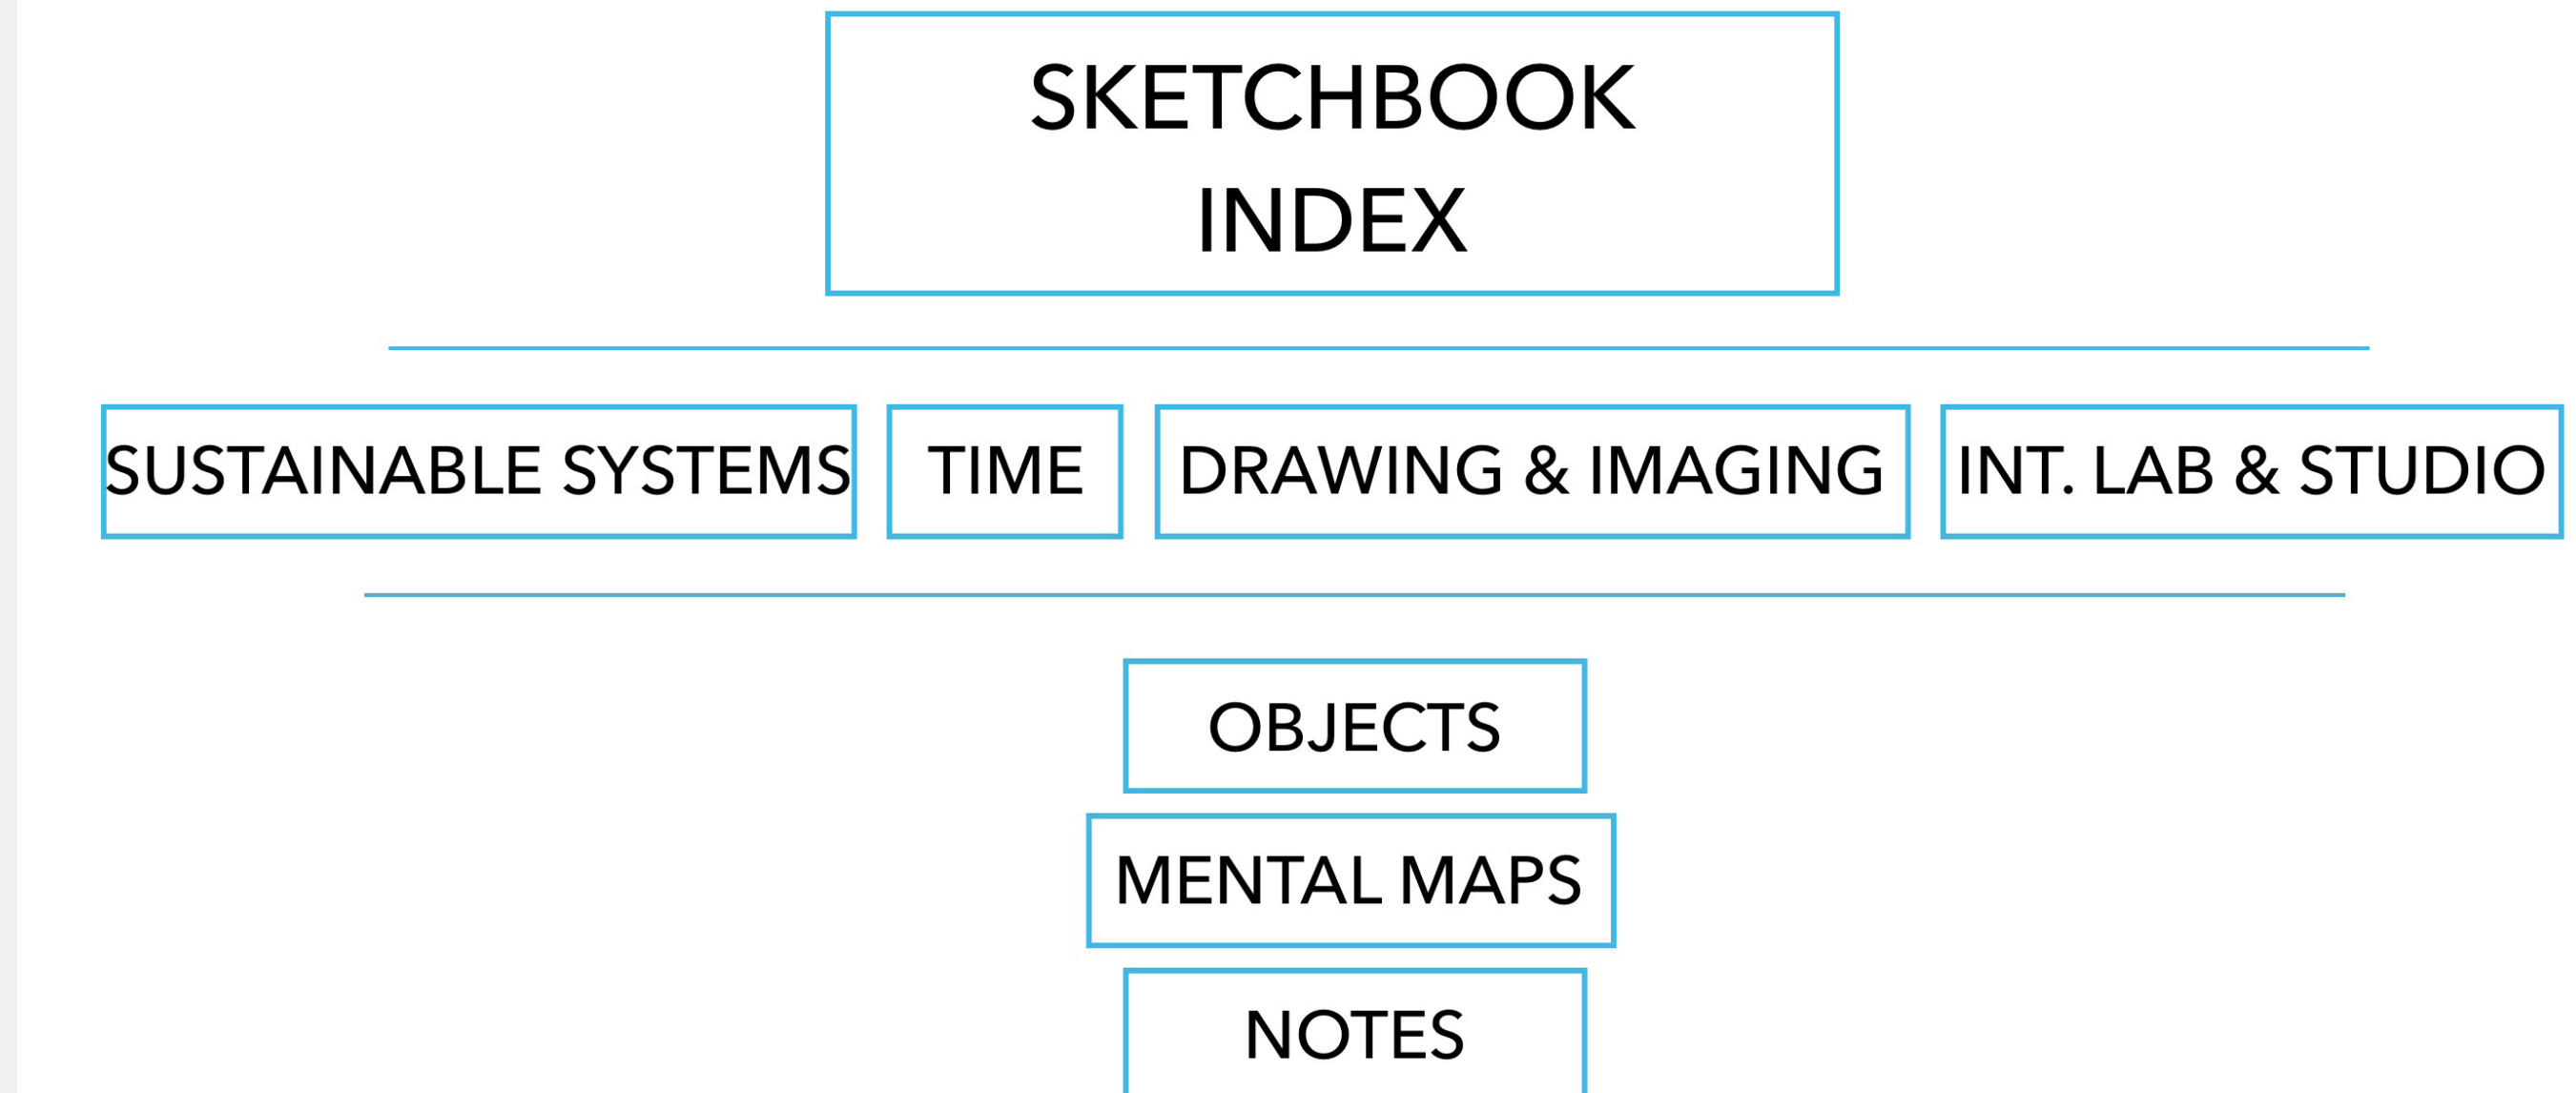 SKETCHBOOK
INDEX
SUSTAINABLE SYSTEMS
TIME
DRAWING & IMAGING
INT. LAB & STUDIO
OBJECTS
MENTAL MAPS
NOTES